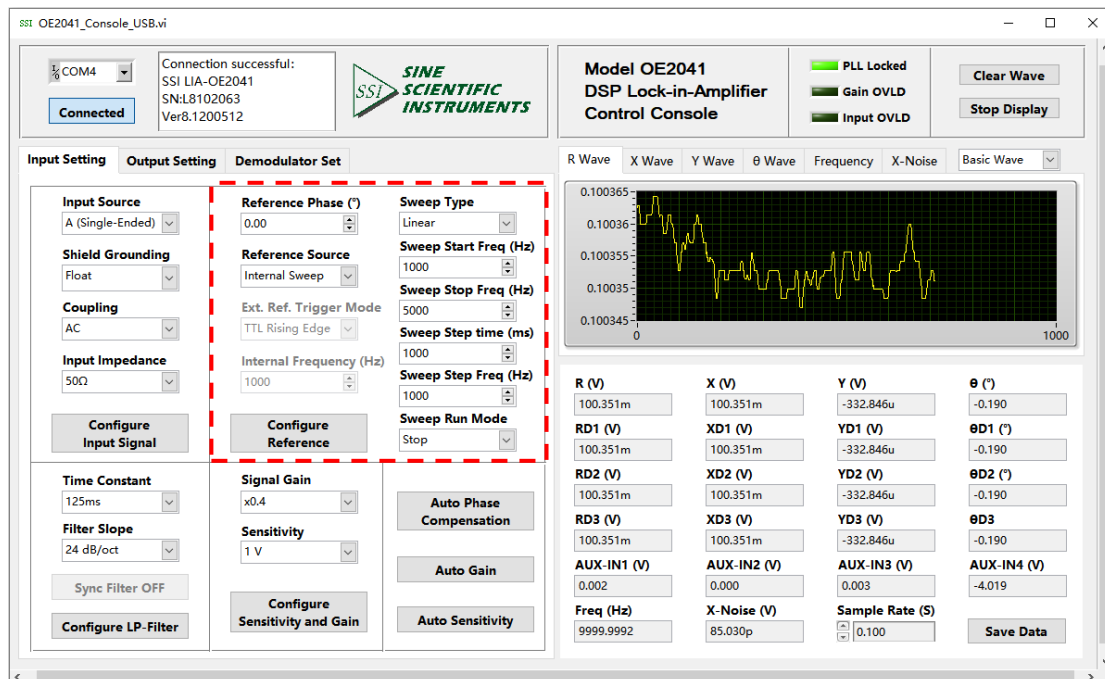 SSI OE2041_Console_USB.vi
COM4
Connected
Connection successful:
SSI LIA-OE2041
SN:L8102063
Ver8.1200512
SSI
SINE
SCIENTIFIC
INSTRUMENTS
Model OE2041
DSP Lock-in-Amplifier
Control Console
PLL Locked
Gain OVLD
Input OVLD
Clear Wave
Stop Display
Input Setting Output Setting Demodulator Set
Input Source
A (Single-Ended)
Shield Grounding
Float
Coupling
AC
Input Impedance
50Ω
Configure
Input Signal
Reference Phase (°)
0.00
Reference Source
Internal Sweep
Ext. Ref. Trigger Mode
TTL Rising Edge
Internal Frequency (Hz)
1000
Configure
Reference
Sweep Type
Linear
Sweep Start Freq (Hz)
1000
Sweep Stop Freq (Hz)
5000
Sweep Step time (ms)
1000
Sweep Step Freq (Hz)
1000
Sweep Run Mode
Stop
Time Constant
125ms
Filter Slope
24 dB/oct
Sync Filter OFF
Configure LP-Filter
Signal Gain
x0.4
Sensitivity
1 V
Configure
Sensitivity and Gain
Auto Phase
Compensation
Auto Gain
Auto Sensitivity
R Wave X Wave Y Wave θ Wave Frequency X-Noise Basic Wave
0.100365
0.10036
0.100355
0.10035
0.100345
0 1000
R (V) X (V) Y (V) θ (°)
100.351m 100.351m -332.846u -0.190
RD1 (V) XD1 (V) YD1 (V) θD1 (°)
100.351m 100.351m -332.846u -0.190
RD2 (V) XD2 (V) YD2 (V) θD2 (°)
100.351m 100.351m -332.846u -0.190
RD3 (V) XD3 (V) YD3 (V) θD3
100.351m 100.351m -332.846u -0.190
AUX-IN1 (V) AUX-IN2 (V) AUX-IN3 (V) AUX-IN4 (V)
0.002 0.000 0.003 -4.019
Freq (Hz) X-Noise (V) Sample Rate (S)
9999.9992 85.030p 0.100 Save Data